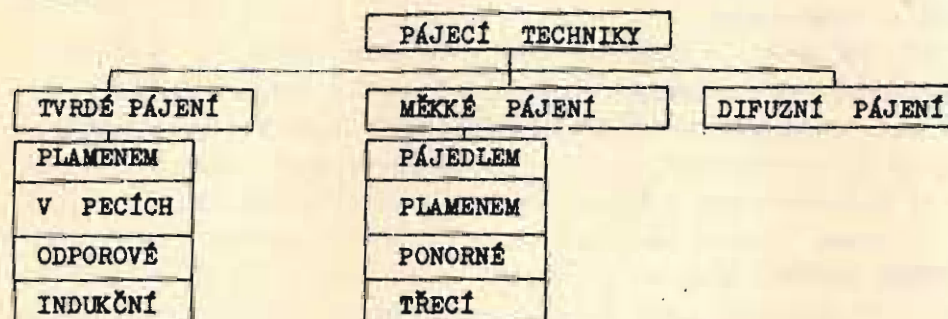 PÁJECÍ TECHNIKY
TVRDÉ PÁJENÍ
PLAMENEM
V PECÍCH
ODPOROVÉ
INDUKČNÍ
MĚKKÉ PÁJENÍ
PÁJEDLEM
PLAMENEM
PONORNÉ
TŘECÍ
DIFUZNÍ PÁJENÍ